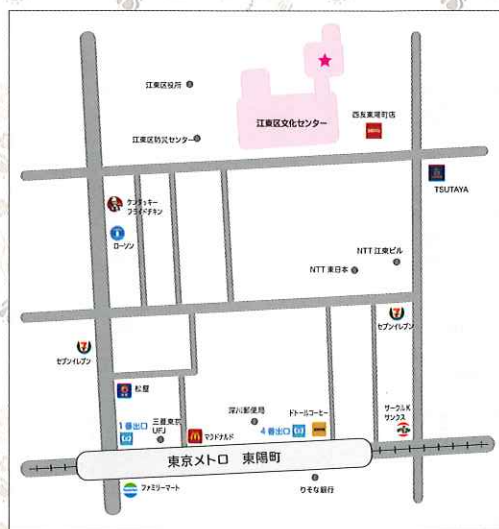 江東区役所
江東区防災センター
江東区文化センター
西友東陽町店
TSUTAYA
ケンタッキー
フライドチキン
ローソン
NTT 江東ビル
NTT 東日本
セブンイレブン
セブンイレブン
松屋
1番出口
三菱東京
UFJ
マクドナルド
深川郵便局
4番出口
ドトールコーヒー
サークルK
サンクス
東京メトロ 東陽町
ファミリーマート
りそな銀行